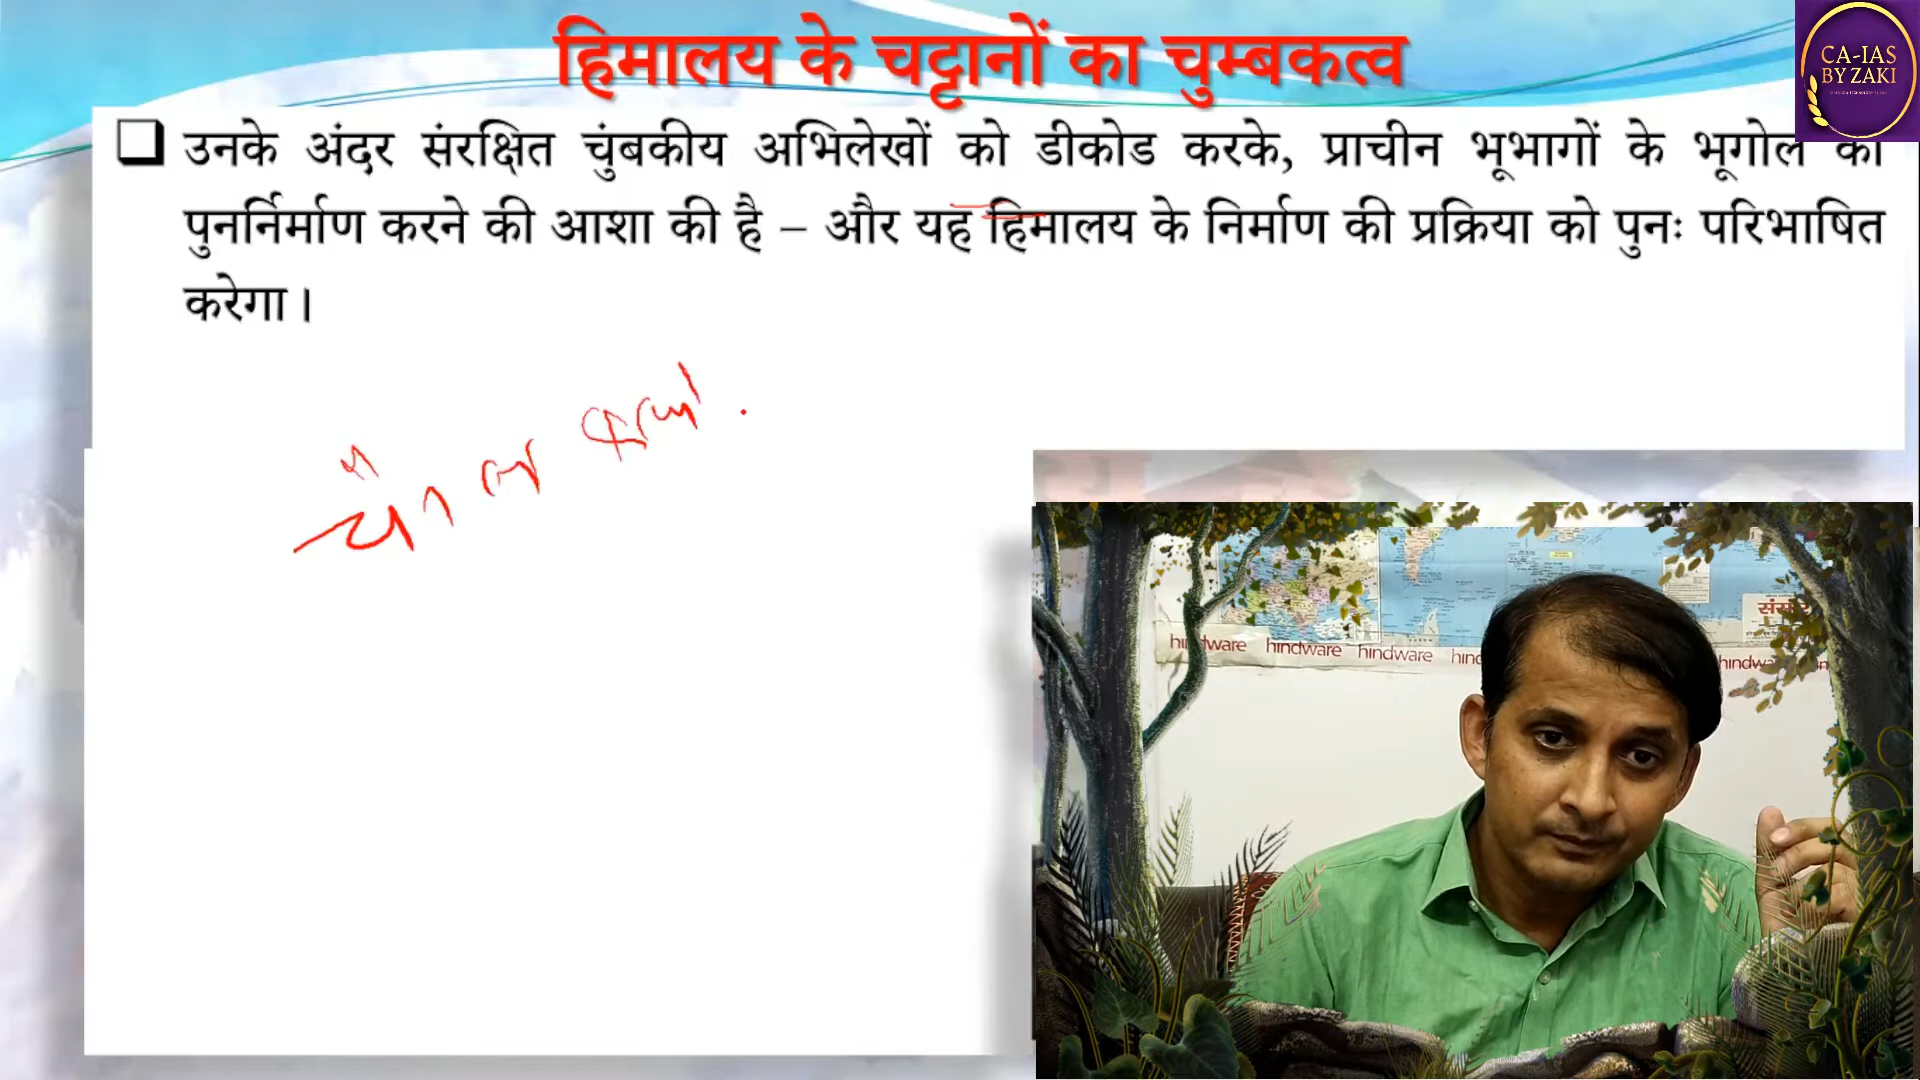 हिमालय के चट्टानों का चुम्बकत्व
CA-IAS
BY ZAKI
उनके अंदर संरक्षित चुंबकीय अभिलेखों को डीकोड करके, प्राचीन भूभागों के भूगोल का
पुनर्निर्माण करने की आशा की है – और यह हिमालय के निर्माण की प्रक्रिया को पुनः परिभाषित
करेगा।
hindware hindware hindware